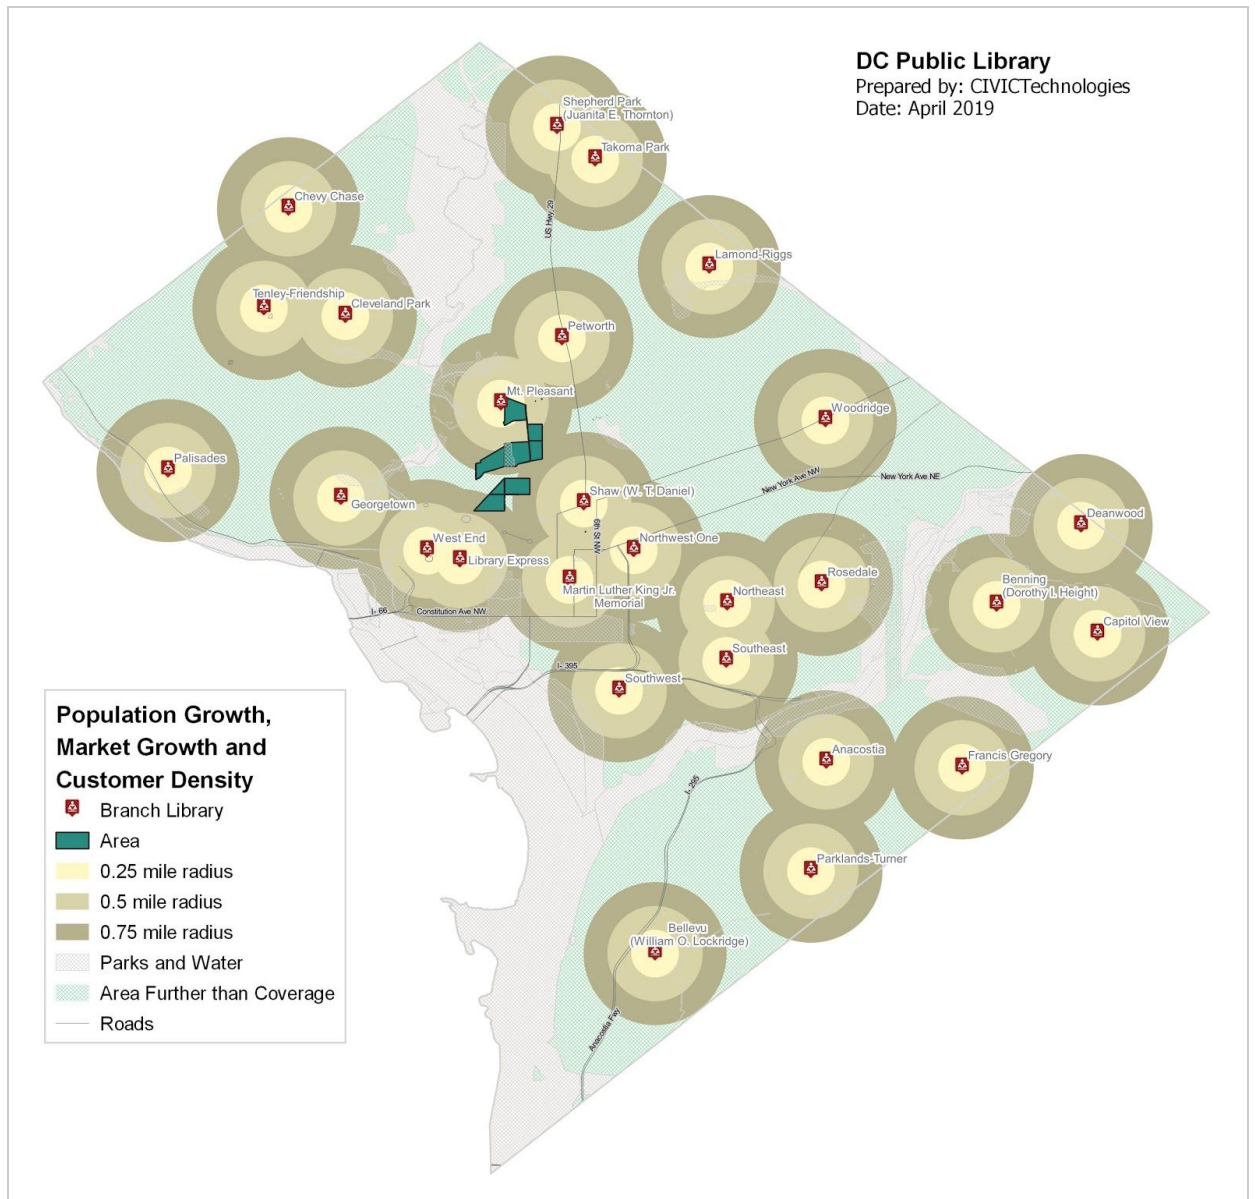 DC Public Library
Prepared by: CIVICTechnologies
Date: April 2019
Shepherd Park
(Juanita E. Thornton)
Takoma Park
Chevy Chase
US Hwy 29
Lamond-Riggs
Tenley-Friendship
Cleveland Park
Petworth
Mt. Pleasant
Woodridge
Palisades
New York Ave NW
New York Ave NE
Georgetown
Shaw (W. T. Daniel)
Deanwood
6th St NW
West End
Northwest One
Library Express
Rosedale
Benning
(Dorothy I. Height)
Martin Luther King Jr.
Memorial
Northeast
I- 66
Constitution Ave NW
Capitol View
Southeast
I- 395
Southwest
Population Growth,
Market Growth and
Customer Density
Branch Library
Area
0.25 mile radius
0.5 mile radius
0.75 mile radius
Parks and Water
Area Further than Coverage
Roads
Anacostia
Francis Gregory
I- 295
Parklands-Turner
Bellevu
(William O. Lockridge)
Anacostia Fwy